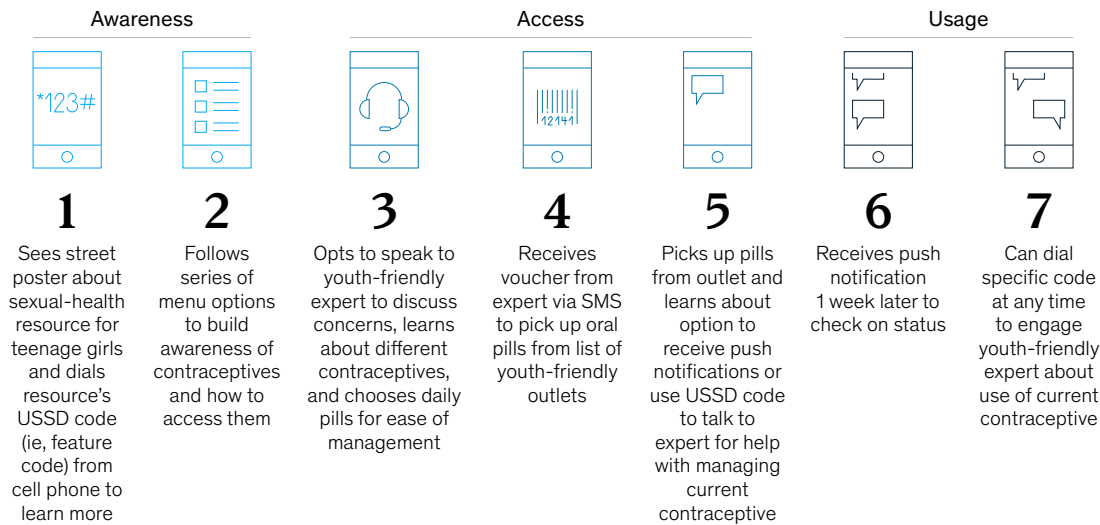 Awareness
Access
Usage
*123#
12141
1
Sees street
poster about
sexual-health
resource for
teenage girls
and dials
resource’s
USSD code
(ie, feature
code) from
cell phone to
learn more
2
Follows
series of
menu options
to build
awareness of
contraceptives
and how to
access them
3
Opts to speak to
youth-friendly
expert to discuss
concerns, learns
about different
contraceptives,
and chooses daily
pills for ease of
management
4
Receives
voucher from
expert via SMS
to pick up oral
pills from list of
youth-friendly
outlets
5
Picks up pills
from outlet and
learns about
option to
receive push
notifications or
use USSD code
to talk to
expert for help
with managing
current
contraceptive
6
Receives push
notification
1 week later to
check on status
7
Can dial
specific code
at any time
to engage
youth-friendly
expert about
use of current
contraceptive